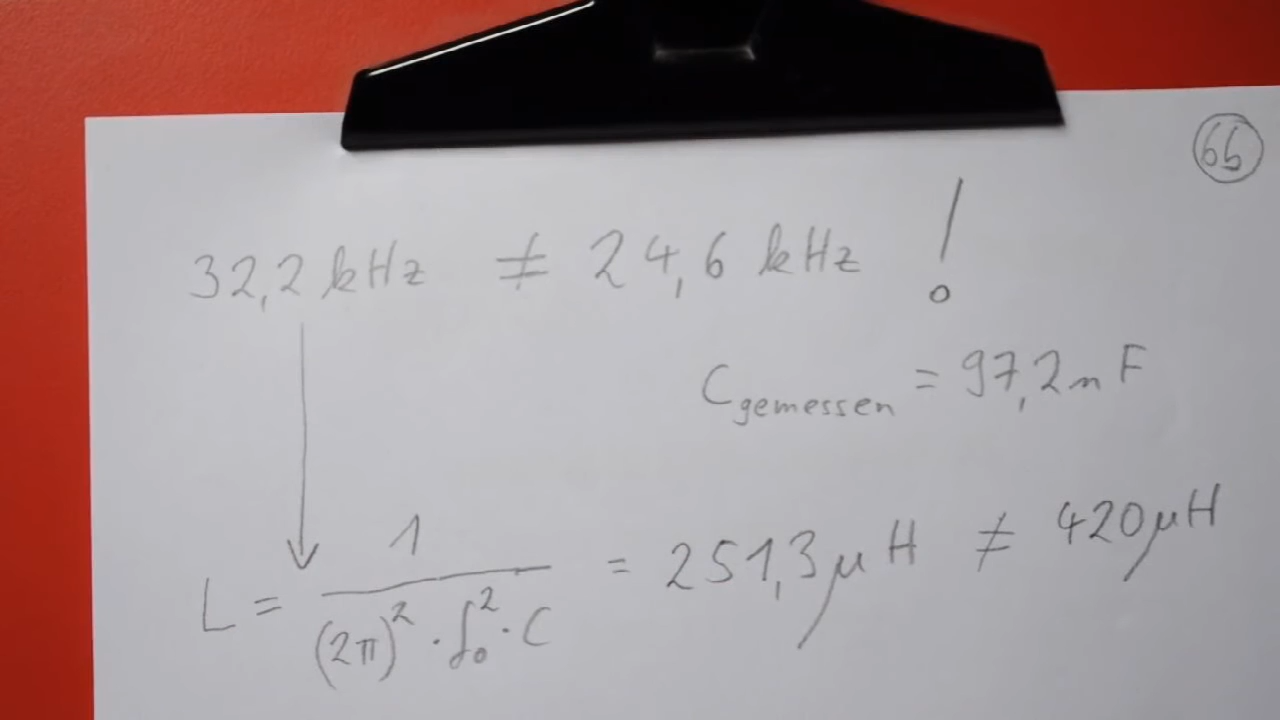 66
32,2 kHz ≠ 24,6 kHz !
C gemessen = 97,2 nF
L = 1 / ((2π)² · f₀² · C) = 251,3 µH ≠ 420 µH